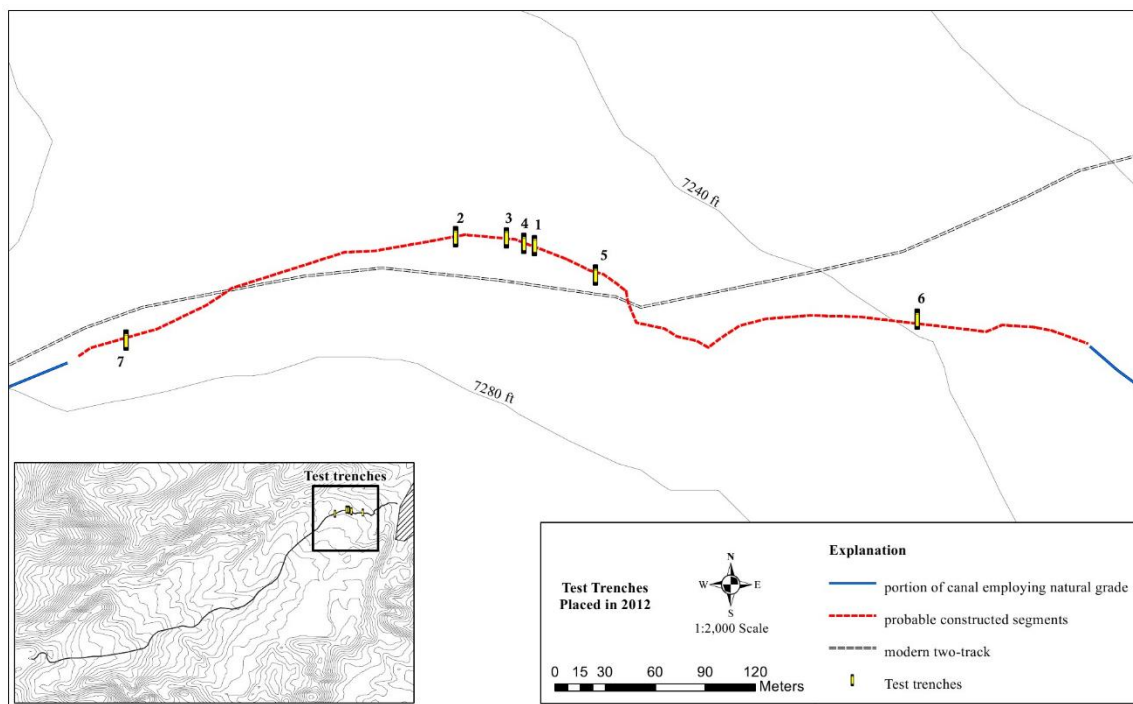 7240 ft
2
3
4
1
5
6
7
7280 ft
Test trenches
Test Trenches
Placed in 2012
N
W
E
S
1:2,000 Scale
0 15 30 60 90 120
Meters
Explanation
portion of canal employing natural grade
probable constructed segments
modern two-track
Test trenches